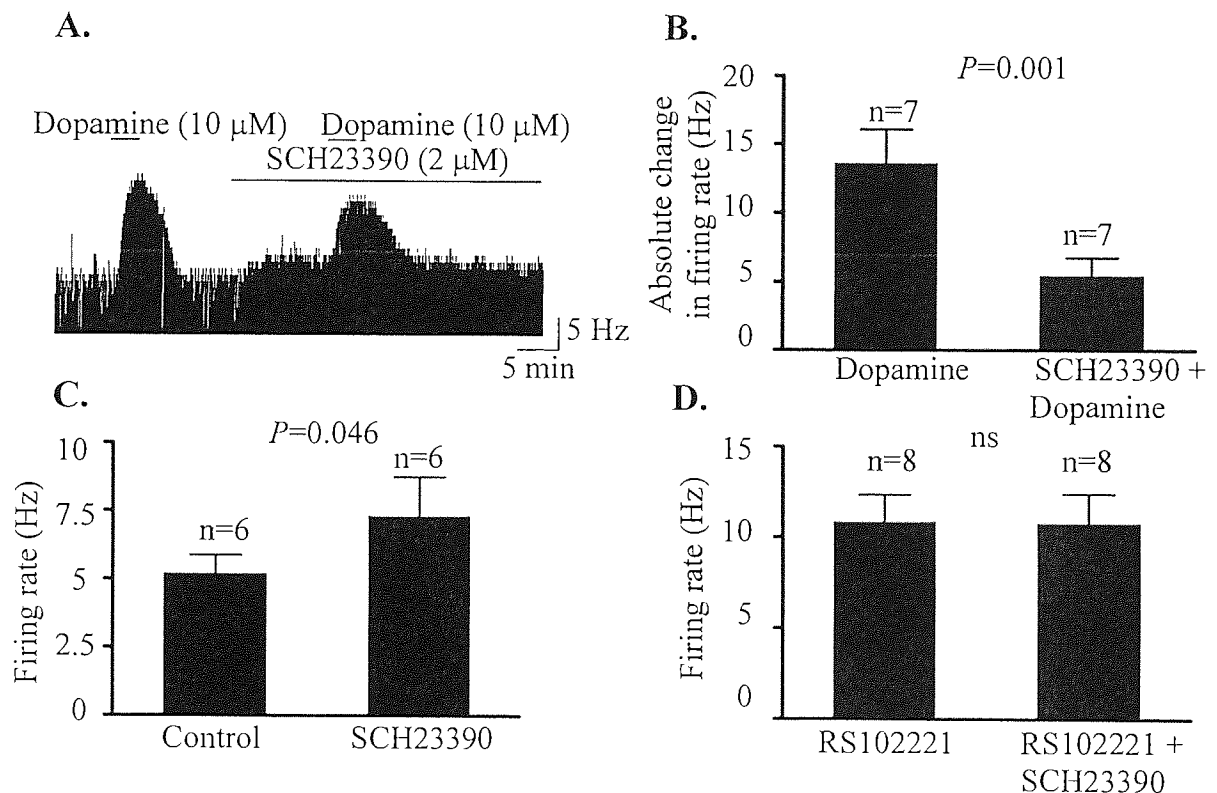 A.
Dopamine (10 μM) Dopamine (10 μM)
SCH23390 (2 μM)
5 Hz
5 min
B.
P=0.001
Absolute change
in firing rate (Hz)
20
15
10
5
0
n=7
n=7
Dopamine
SCH23390 +
Dopamine
C.
P=0.046
Firing rate (Hz)
10
7.5
5
2.5
0
n=6
n=6
Control
SCH23390
D.
ns
Firing rate (Hz)
15
10
5
0
n=8
n=8
RS102221
RS102221 +
SCH23390